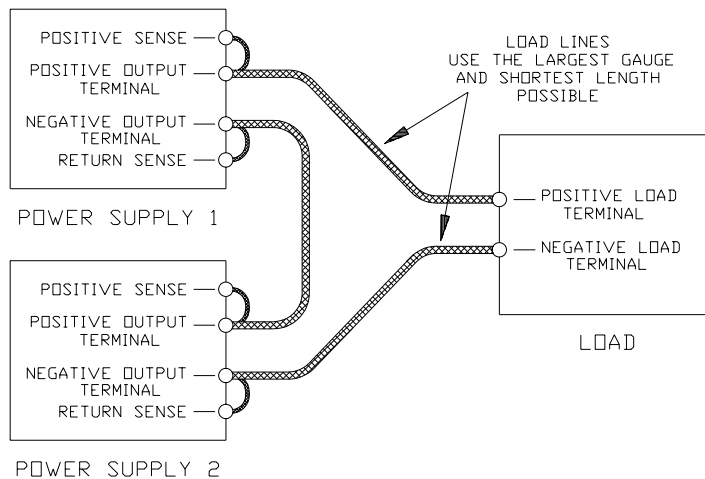 POSITIVE SENSE
POSITIVE OUTPUT
TERMINAL
NEGATIVE OUTPUT
TERMINAL
RETURN SENSE
POWER SUPPLY 1
LOAD LINES
USE THE LARGEST GAUGE
AND SHORTEST LENGTH
POSSIBLE
POSITIVE LOAD
TERMINAL
NEGATIVE LOAD
TERMINAL
LOAD
POSITIVE SENSE
POSITIVE OUTPUT
TERMINAL
NEGATIVE OUTPUT
TERMINAL
RETURN SENSE
POWER SUPPLY 2